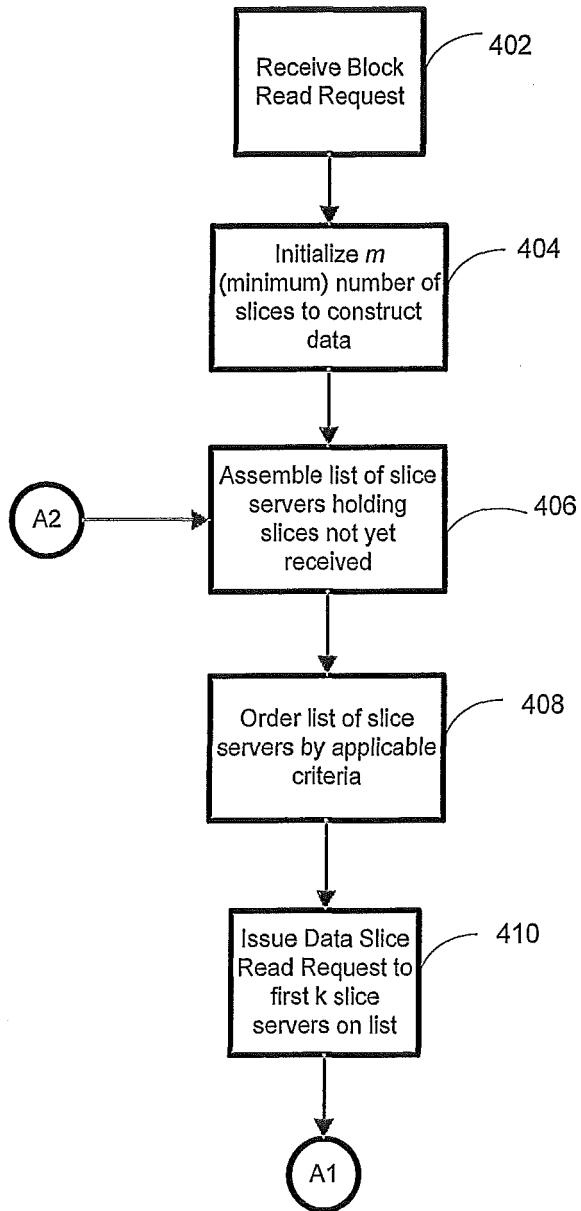 Receive Block
Read Request
402
Initialize m
(minimum) number of
slices to construct
data
404
A2
Assemble list of slice
servers holding
slices not yet
received
406
Order list of slice
servers by applicable
criteria
408
Issue Data Slice
Read Request to
first k slice
servers on list
410
A1